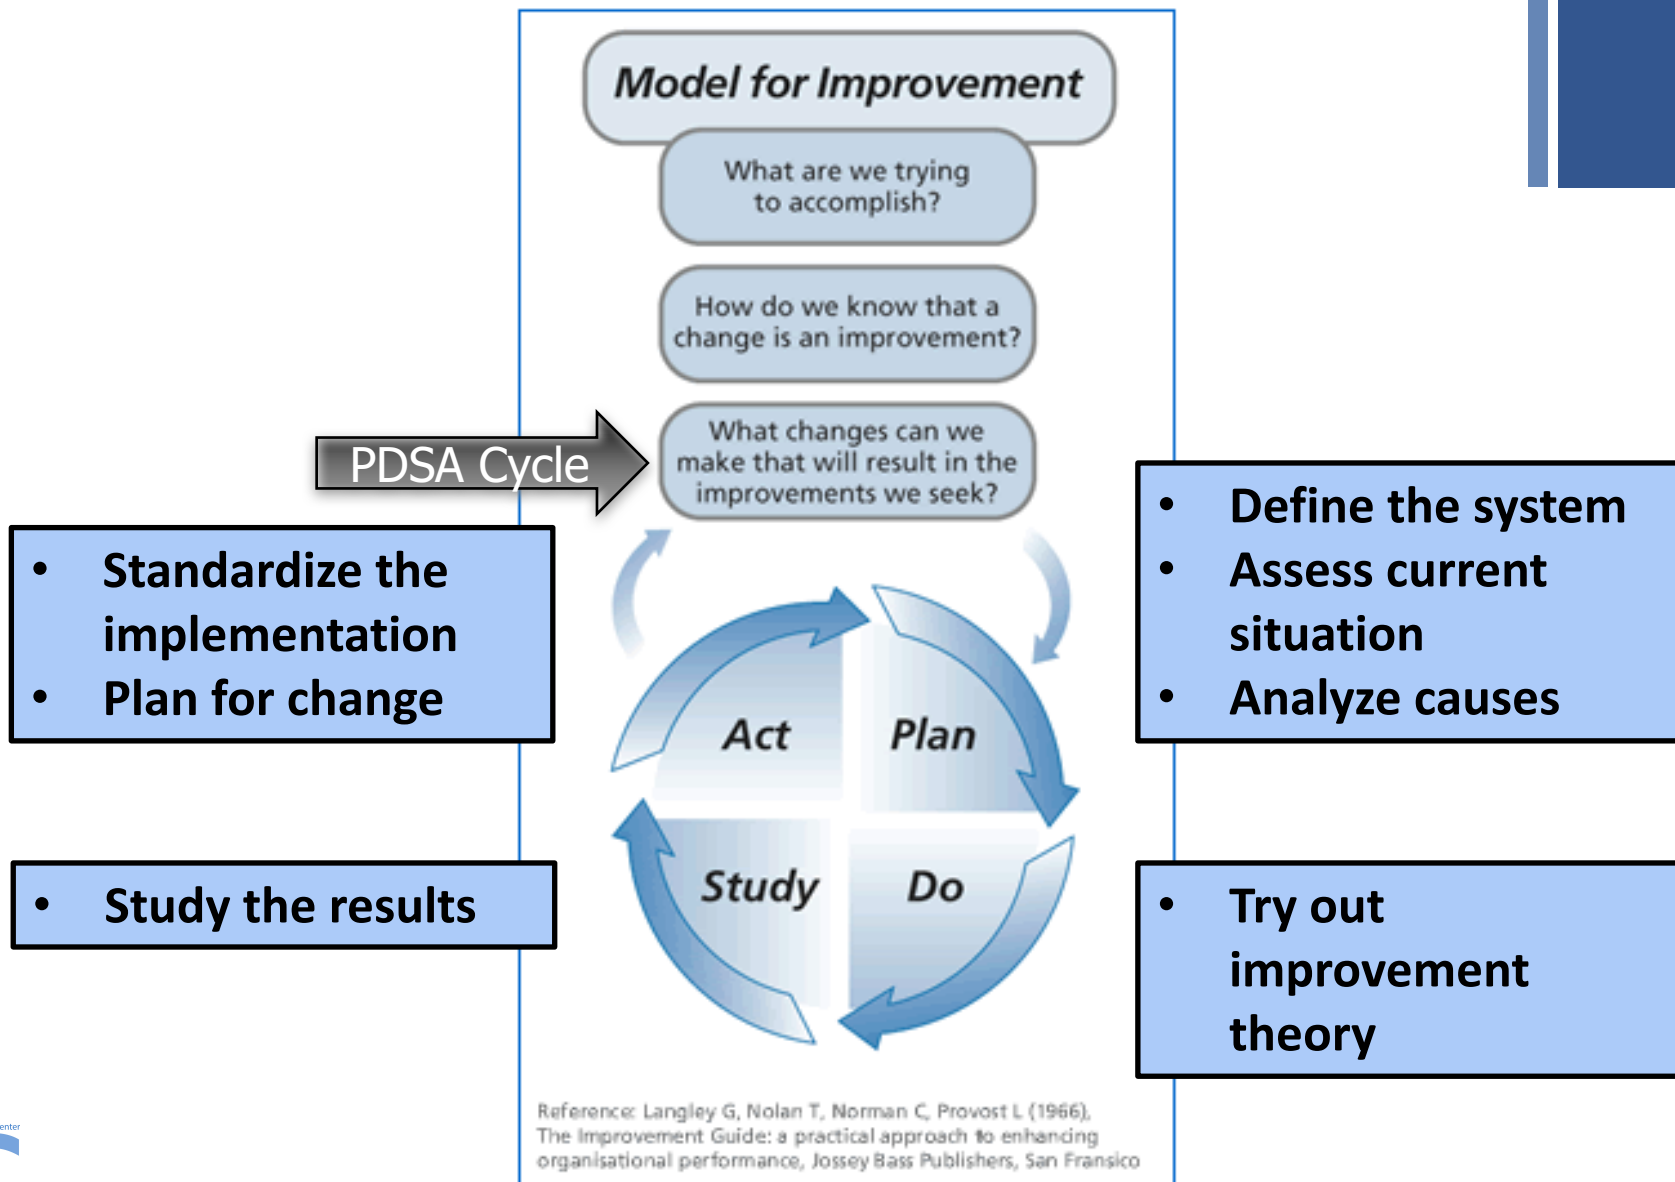 Model for Improvement
What are we trying
to accomplish?
How do we know that a
change is an improvement?
PDSA Cycle
What changes can we
make that will result in the
improvements we seek?
• Standardize the
implementation
• Plan for change
• Define the system
• Assess current
situation
• Analyze causes
Act
Plan
Study
Do
• Study the results
• Try out
improvement
theory
Reference: Langley G, Nolan T, Norman C, Provost L (1966),
The Improvement Guide: a practical approach to enhancing
organisational performance, Jossey Bass Publishers, San Fransico
enter